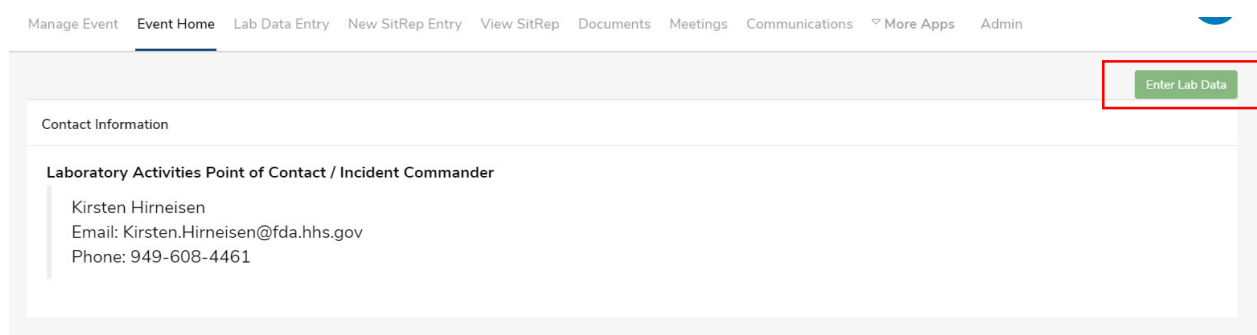 Manage Event Event Home Lab Data Entry New SitRep Entry View SitRep Documents Meetings Communications More Apps Admin
Enter Lab Data
Contact Information
Laboratory Activities Point of Contact / Incident Commander
Kirsten Hirneisen
Email: Kirsten.Hirneisen@fda.hhs.gov
Phone: 949-608-4461